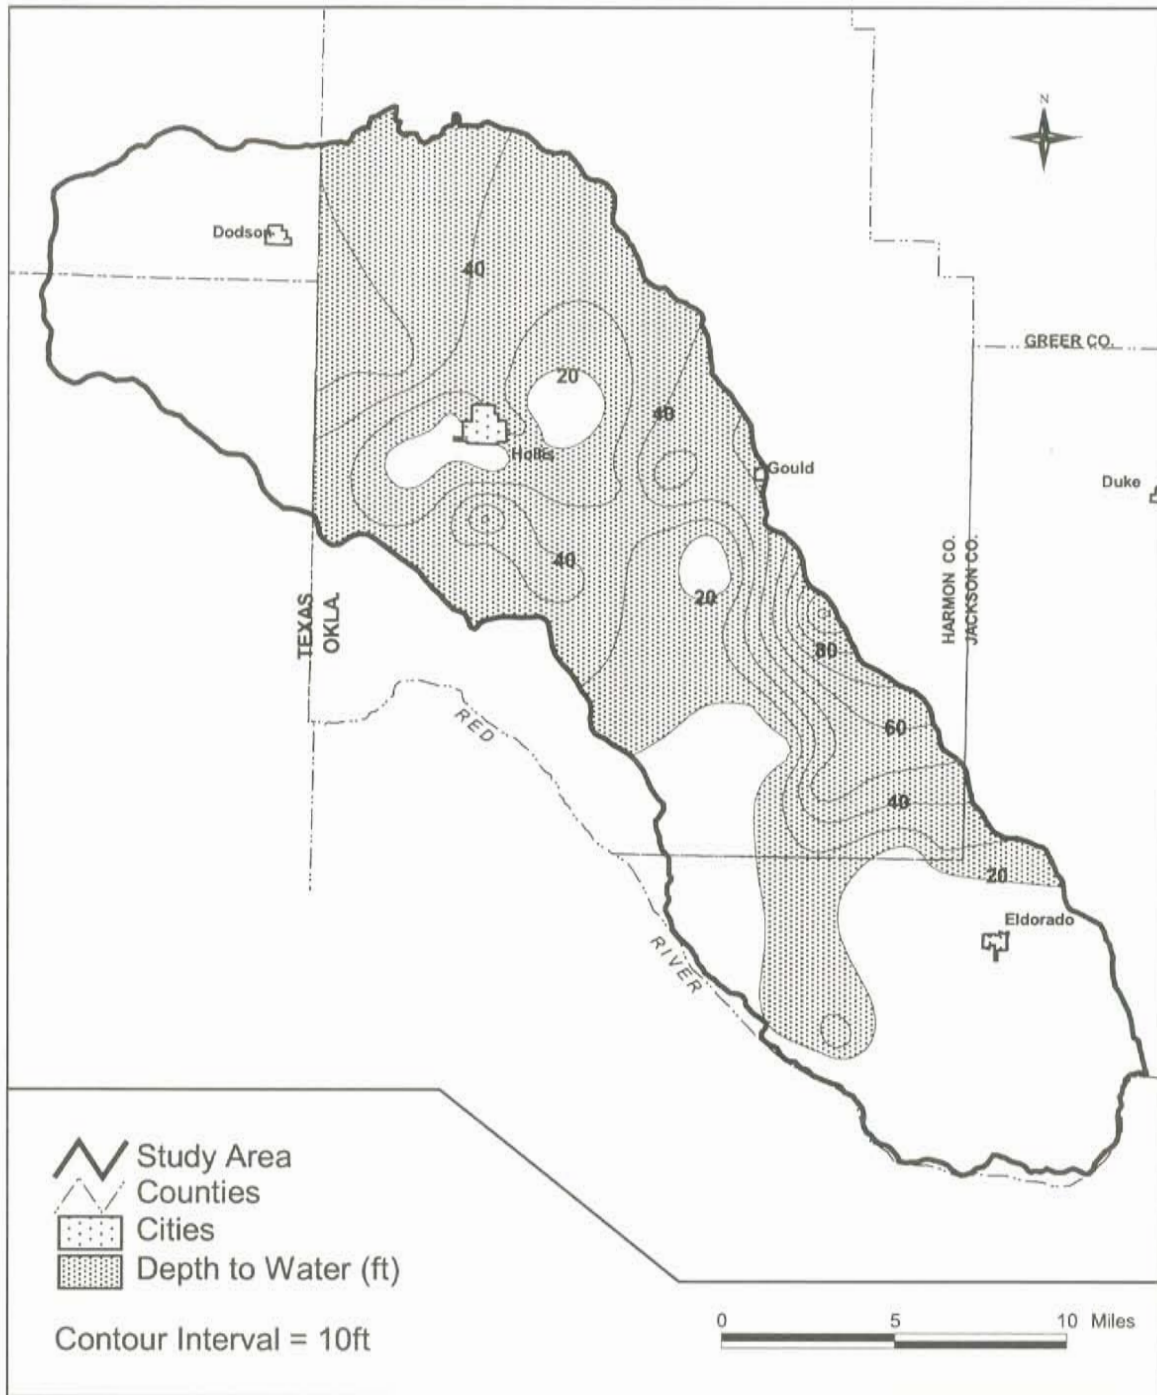 N
Dodson
40
GREER CO.
20
40
Hollis
Gould
Duke
40
HARMON CO.
JACKSON CO.
20
TEXAS
OKLA.
80
RED
60
40
20
Eldorado
RIVER
Study Area
Counties
Cities
Depth to Water (ft)
Contour Interval = 10ft
0 5 10 Miles